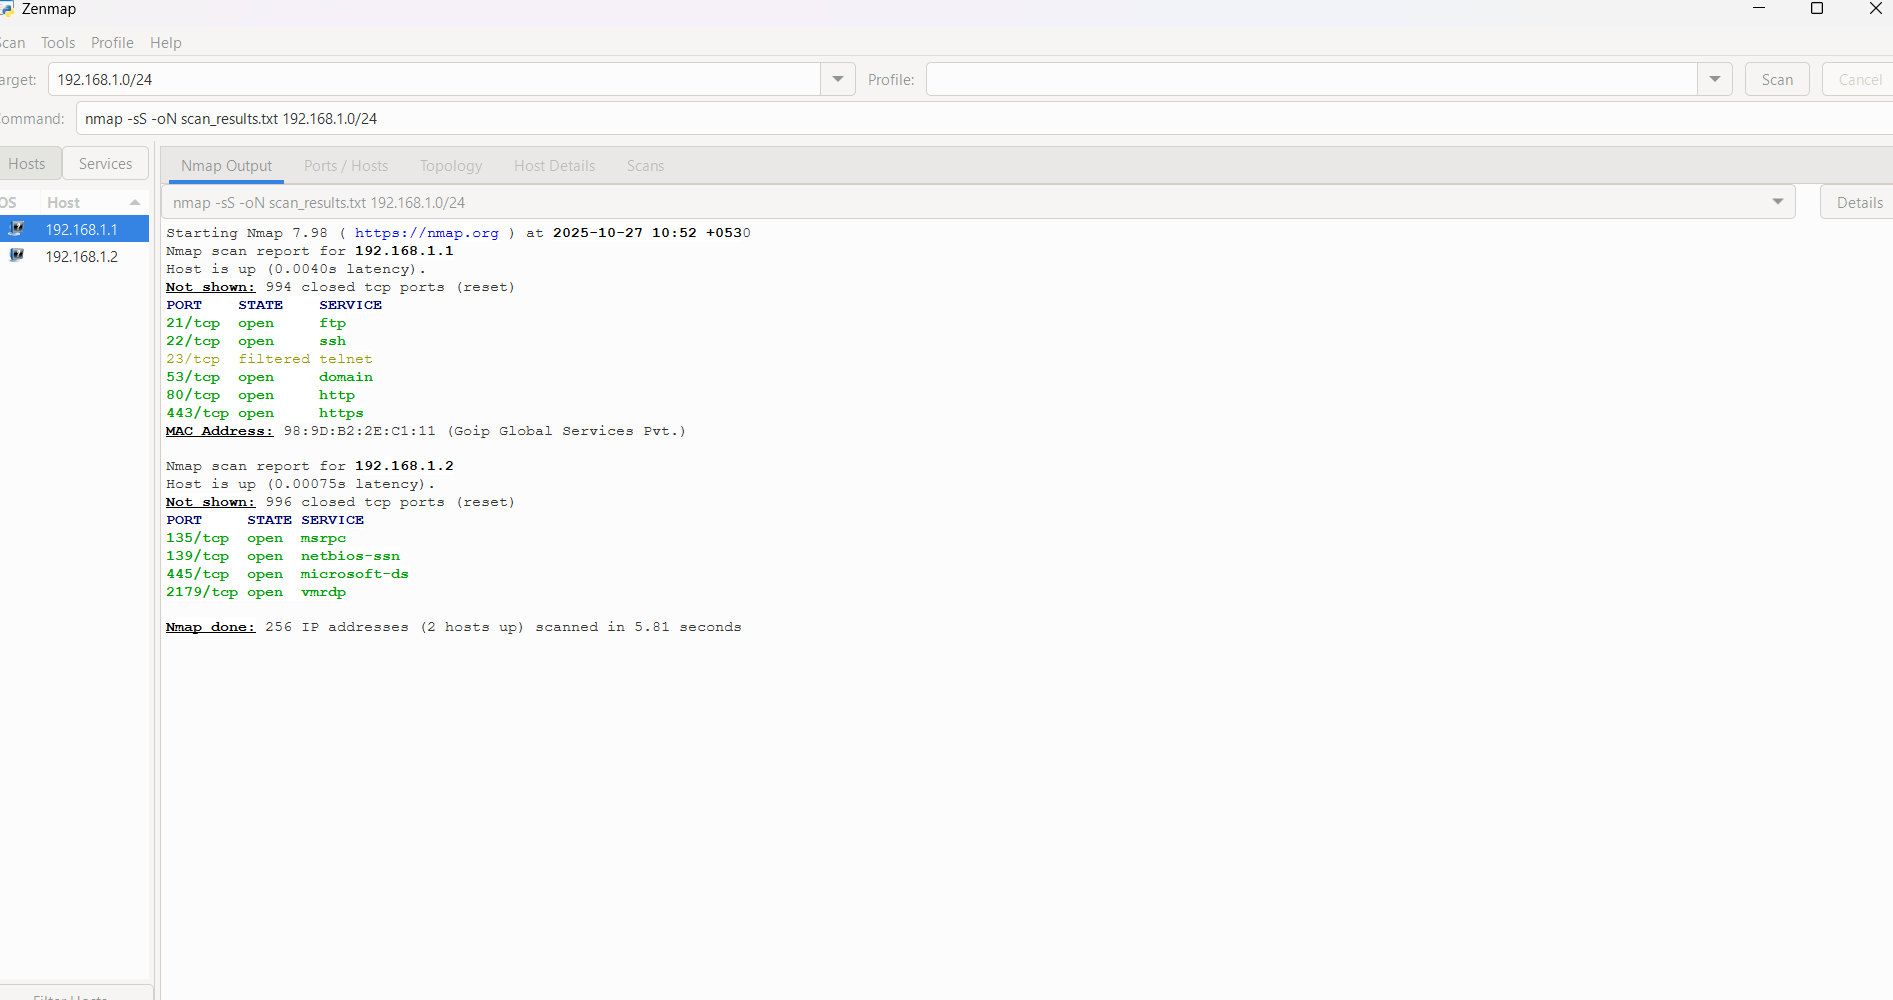 Zenmap
Scan Tools Profile Help
arget: 192.168.1.0/24 Profile: Scan Cancel
ommand: nmap -sS -oN scan_results.txt 192.168.1.0/24
Hosts Services Nmap Output Ports / Hosts Topology Host Details Scans
OS Host nmap -sS -oN scan_results.txt 192.168.1.0/24 Details
192.168.1.1
192.168.1.2
Starting Nmap 7.98 ( https://nmap.org ) at 2025-10-27 10:52 +0530
Nmap scan report for 192.168.1.1
Host is up (0.0040s latency).
Not shown: 994 closed tcp ports (reset)
PORT STATE SERVICE
21/tcp open ftp
22/tcp open ssh
23/tcp filtered telnet
53/tcp open domain
80/tcp open http
443/tcp open https
MAC Address: 98:9D:B2:2E:C1:11 (Goip Global Services Pvt.)
Nmap scan report for 192.168.1.2
Host is up (0.00075s latency).
Not shown: 996 closed tcp ports (reset)
PORT STATE SERVICE
135/tcp open msrpc
139/tcp open netbios-ssn
445/tcp open microsoft-ds
2179/tcp open vmrdp
Nmap done: 256 IP addresses (2 hosts up) scanned in 5.81 seconds
Filter Hosts